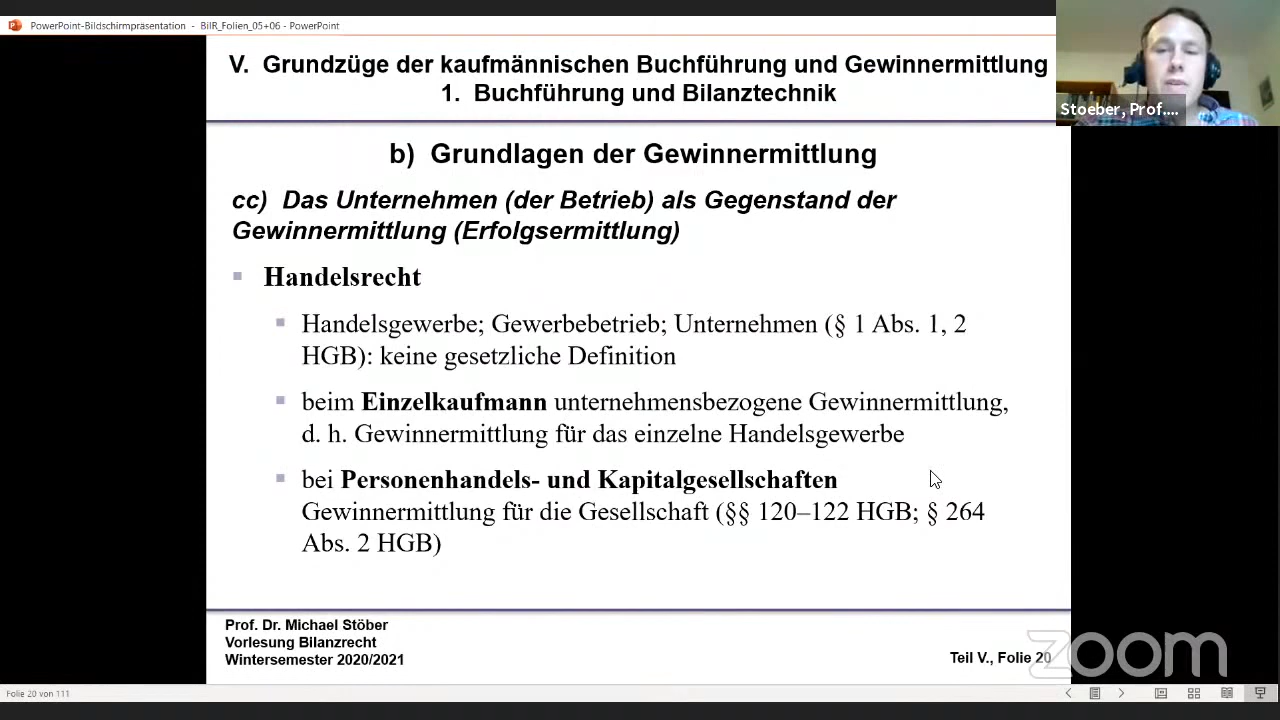 PowerPoint-Bildschirmpräsentation - BilR_Folien_05+06 - PowerPoint
V. Grundzüge der kaufmännischen Buchführung und Gewinnermittlung
1. Buchführung und Bilanztechnik
Stoeber, Prof....
b) Grundlagen der Gewinnermittlung
cc) Das Unternehmen (der Betrieb) als Gegenstand der
Gewinnermittlung (Erfolgsermittlung)
Handelsrecht
Handelsgewerbe; Gewerbebetrieb; Unternehmen (§ 1 Abs. 1, 2
HGB): keine gesetzliche Definition
beim Einzelkaufmann unternehmensbezogene Gewinnermittlung,
d. h. Gewinnermittlung für das einzelne Handelsgewerbe
bei Personenhandels- und Kapitalgesellschaften
Gewinnermittlung für die Gesellschaft (§§ 120–122 HGB; § 264
Abs. 2 HGB)
Prof. Dr. Michael Stöber
Vorlesung Bilanzrecht
Wintersemester 2020/2021
Teil V., Folie 20
zoom
Folie 20 von 111